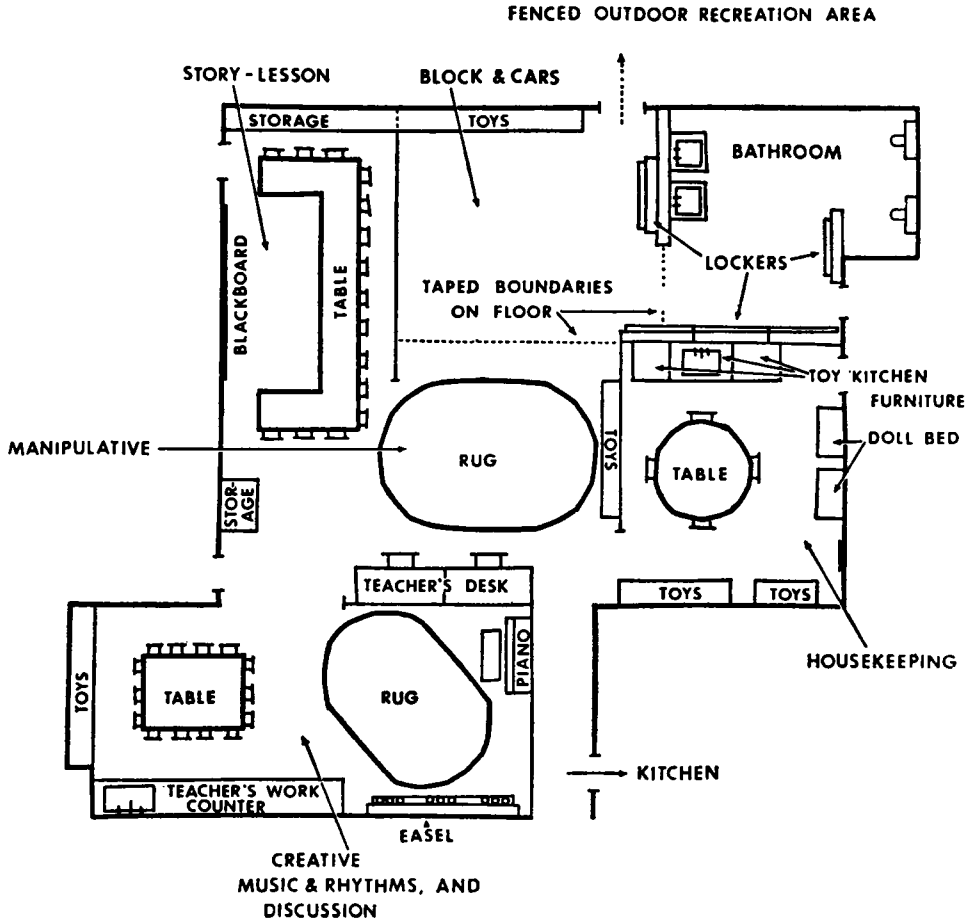 FENCED OUTDOOR RECREATION AREA
STORY-LESSON
BLOCK & CARS
STORAGE
TOYS
BATHROOM
BLACKBOARD
TABLE
LOCKERS
TAPED BOUNDARIES
ON FLOOR
TOY KITCHEN
FURNITURE
DOLL BED
MANIPULATIVE
RUG
TOYS
TABLE
STOR-
AGE
TEACHER'S DESK
TOYS
TOYS
HOUSEKEEPING
TOYS
TABLE
RUG
PIANO
KITCHEN
TEACHER'S WORK
COUNTER
EASEL
CREATIVE
MUSIC & RHYTHMS, AND
DISCUSSION